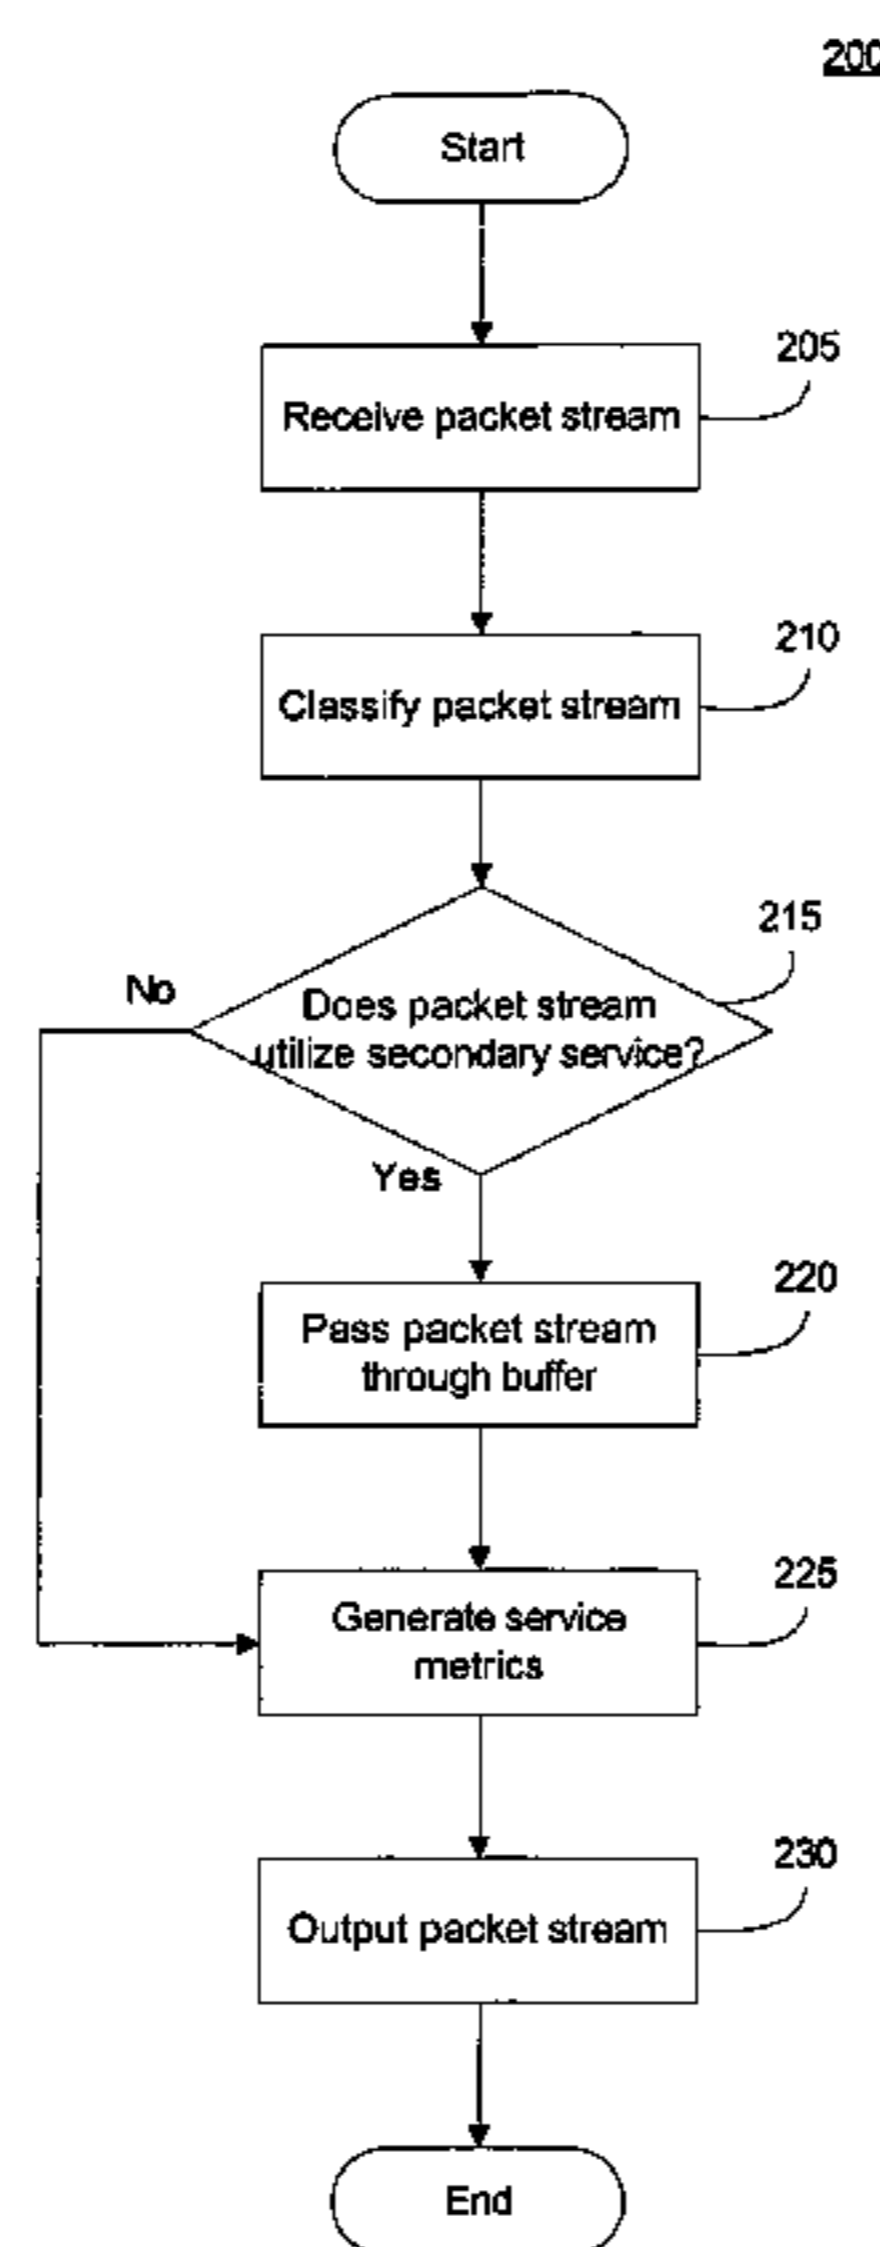 200
Start
205
Receive packet stream
210
Classify packet stream
215
No
Does packet stream
utilize secondary service?
Yes
220
Pass packet stream
through buffer
225
Generate service
metrics
230
Output packet stream
End